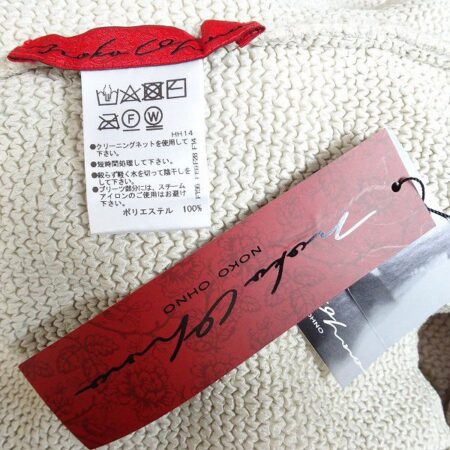 Noko Ohno
HH14
●クリーニングネットを使用して
下さい。
●短時間処理して下さい。
●絞らず軽く水を切って陰干しを
して下さい。
●プリーツ部分には、スチーム
アイロンのご使用はお避け
下さい。
ポリエステル 100%
Noko Ohno
NOKO OHNO